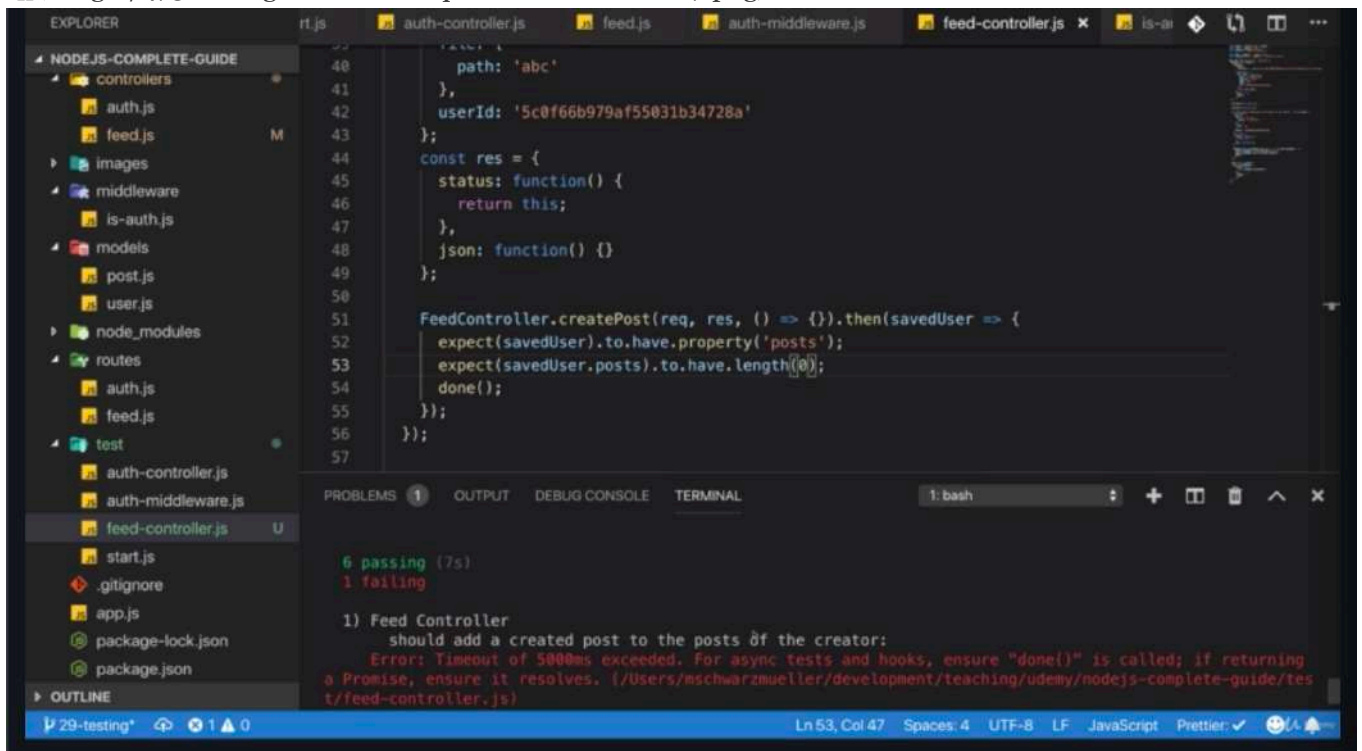 EXPLORER
rt.js auth-controller.js feed.js auth-middleware.js feed-controller.js × ...
NODEJS-COMPLETE-GUIDE
controllers
auth.js
feed.js M
images
middleware
is-auth.js
models
post.js
user.js
node_modules
routes
auth.js
feed.js
test
auth-controller.js
auth-middleware.js
feed-controller.js U
start.js
.gitignore
app.js
package-lock.json
package.json
OUTLINE
40 path: 'abc'
41 },
42 userId: '5c0f66b979af55031b34728a'
43 };
44 const res = {
45 status: function() {
46 return this;
47 },
48 json: function() {}
49 };
50
51 FeedController.createPost(req, res, () => {}).then(savedUser => {
52 expect(savedUser).to.have.property('posts');
53 expect(savedUser.posts).to.have.length(0);
54 done();
55 });
56 });
57
PROBLEMS 1 OUTPUT DEBUG CONSOLE TERMINAL 1: bash
6 passing (7s)
1 failing
1) Feed Controller
should add a created post to the posts of the creator:
Error: Timeout of 5000ms exceeded. For async tests and hooks, ensure "done()" is called; if returning
a Promise, ensure it resolves. (/Users/mschwarzmueller/development/teaching/udemy/nodejs-complete-guide/tes
t/feed-controller.js)
29-testing* 1 0 Ln 53, Col 47 Spaces: 4 UTF-8 LF JavaScript Prettier: ✓